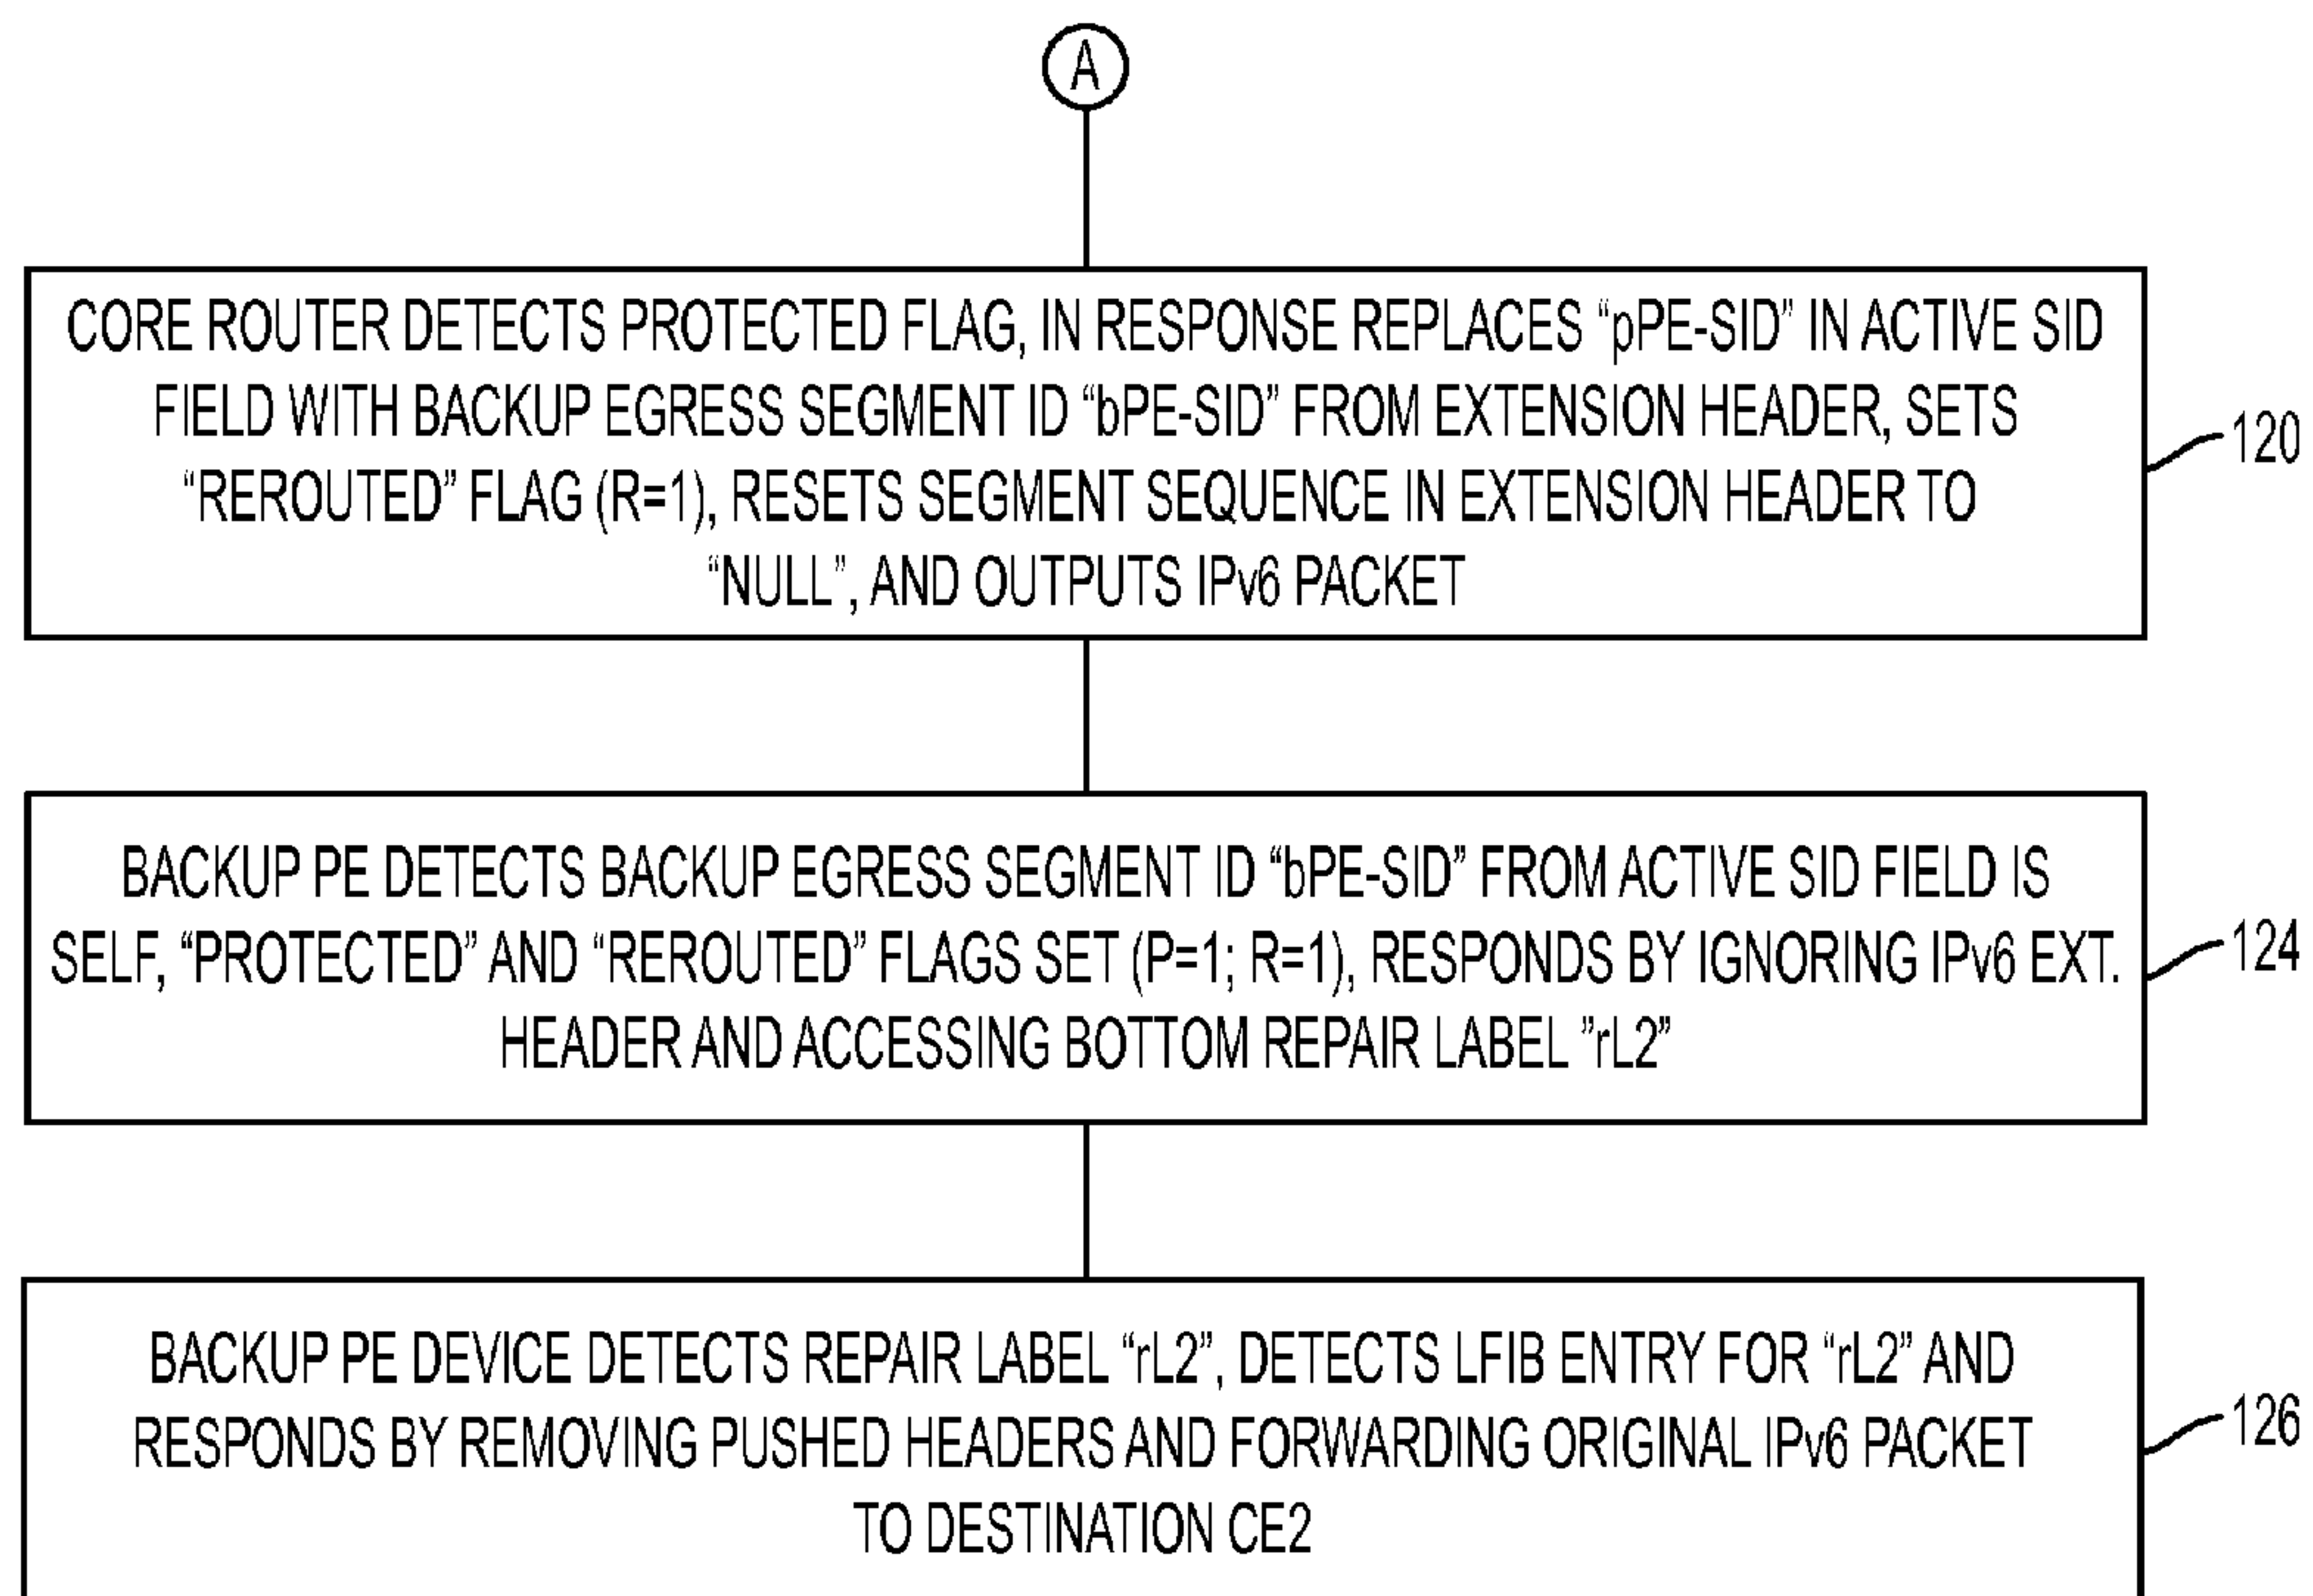 A
CORE ROUTER DETECTS PROTECTED FLAG, IN RESPONSE REPLACES “pPE-SID” IN ACTIVE SID
FIELD WITH BACKUP EGRESS SEGMENT ID “bPE-SID” FROM EXTENSION HEADER, SETS
“REROUTED” FLAG (R=1), RESETS SEGMENT SEQUENCE IN EXTENSION HEADER TO
“NULL”, AND OUTPUTS IPv6 PACKET
120
BACKUP PE DETECTS BACKUP EGRESS SEGMENT ID “bPE-SID” FROM ACTIVE SID FIELD IS
SELF, “PROTECTED” AND “REROUTED” FLAGS SET (P=1; R=1), RESPONDS BY IGNORING IPv6 EXT.
HEADER AND ACCESSING BOTTOM REPAIR LABEL ”rL2”
124
BACKUP PE DEVICE DETECTS REPAIR LABEL “rL2”, DETECTS LFIB ENTRY FOR “rL2” AND
RESPONDS BY REMOVING PUSHED HEADERS AND FORWARDING ORIGINAL IPv6 PACKET
TO DESTINATION CE2
126